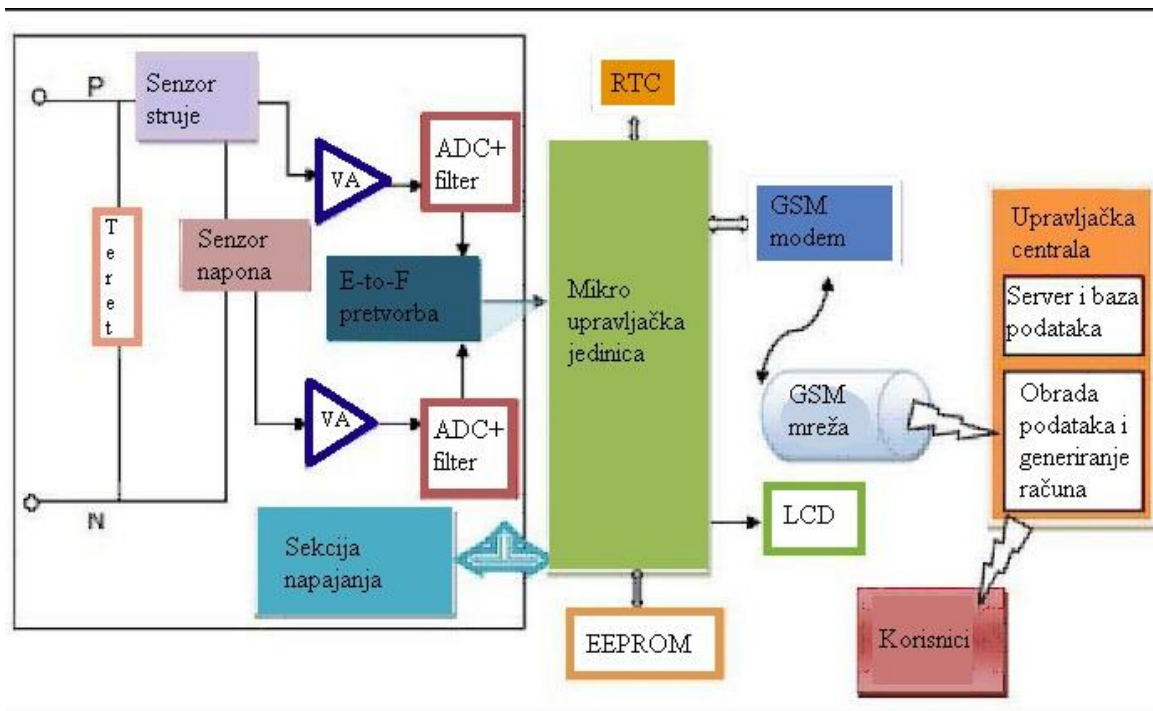 P
Senzor
struje
VA
ADC+
filter
RTC
T
e
r
e
t
Senzor
napona
E-to-F
pretvorba
VA
ADC+
filter
N
Sekcija
napajanja
Mikro
upravljačka
jedinica
GSM
modem
GSM
mreža
LCD
EEPROM
Upravljačka
centrala
Server i baza
podataka
Obrada
podataka i
generiranje
računa
Korisnici